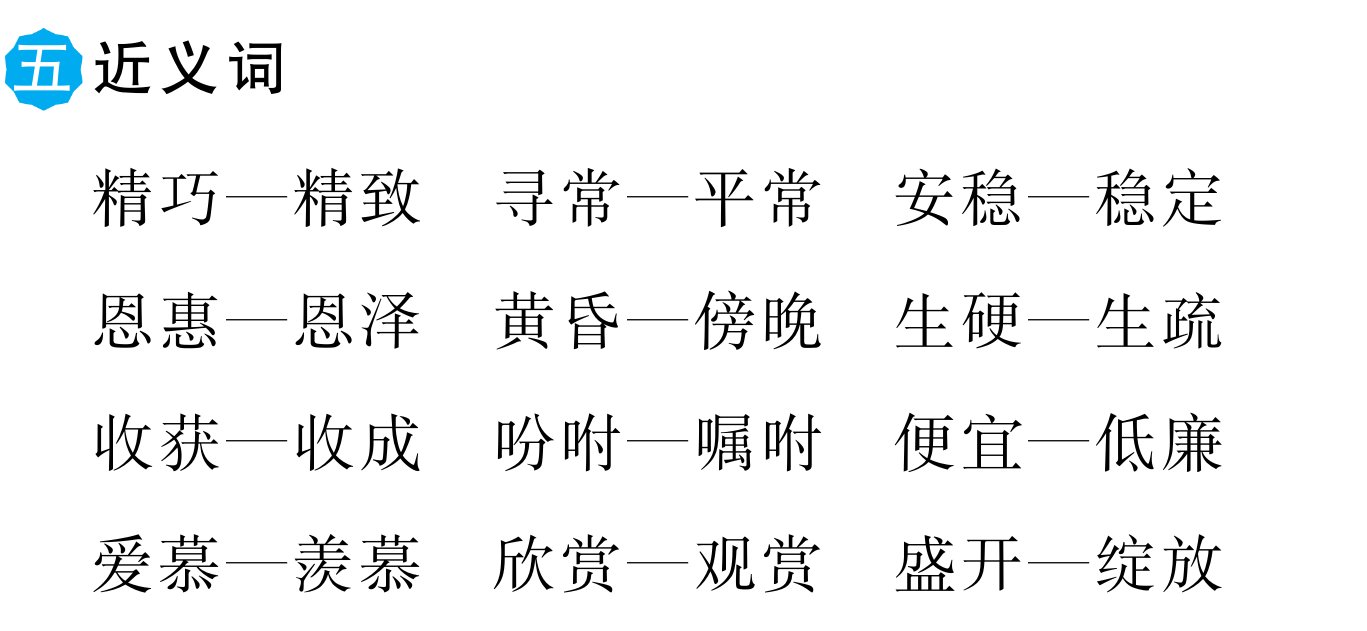 五 近义词
精巧—精致 寻常—平常 安稳—稳定
恩惠—恩泽 黄昏—傍晚 生硬—生疏
收获—收成 吩咐—嘱咐 便宜—低廉
爱慕—羡慕 欣赏—观赏 盛开—绽放